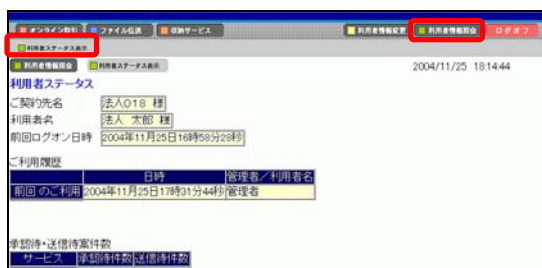 オンライン取引 ファイル伝送 収納サービス 利用者情報変更 利用者情報照会 ログオフ
利用者ステータス表示
利用者情報照会 利用者ステータス表示 2004/11/25 18:14:44
利用者ステータス
ご契約先名 法人018 様
利用者名 法人 太郎 様
前回ログオン日時 2004年11月25日16時58分28秒
ご利用履歴
日時 管理者／利用者名
前回 のご利用 2004年11月25日17時31分44秒 管理者
承認待・送信待案件数
サービス 承認待件数 送信待件数